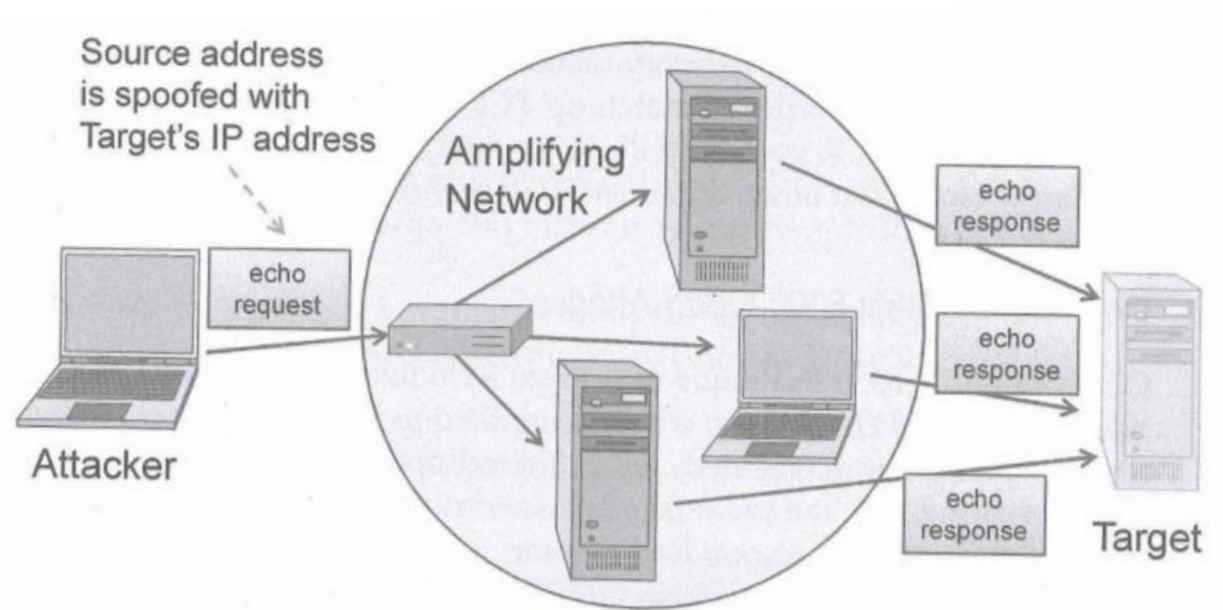 Source address
is spoofed with
Target's IP address
Amplifying
Network
echo
request
echo
response
echo
response
echo
response
Attacker
Target